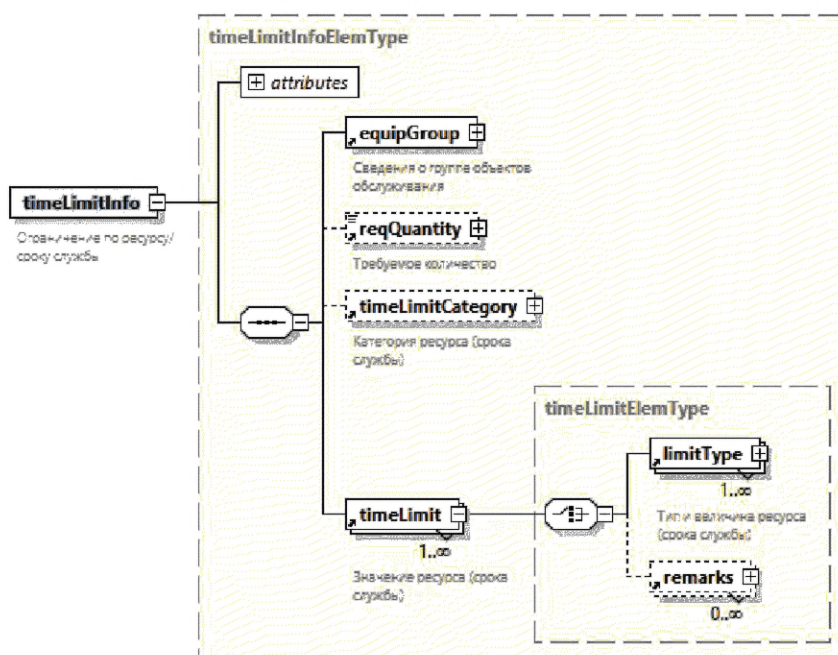 timeLimitInfoElemType
attributes
equipGroup
Сведения о группе объектов
обслуживания
timeLimitInfo
Ограничение по ресурсу/
сроку службы
reqQuantity
Требуемое количество
timeLimitCategory
Категория ресурса (срока
службы)
timeLimitElemType
limitType
1..∞
Тип и величина ресурса
(срока службы)
timeLimit
1..∞
Значение ресурса (срока
службы)
remarks
0..∞